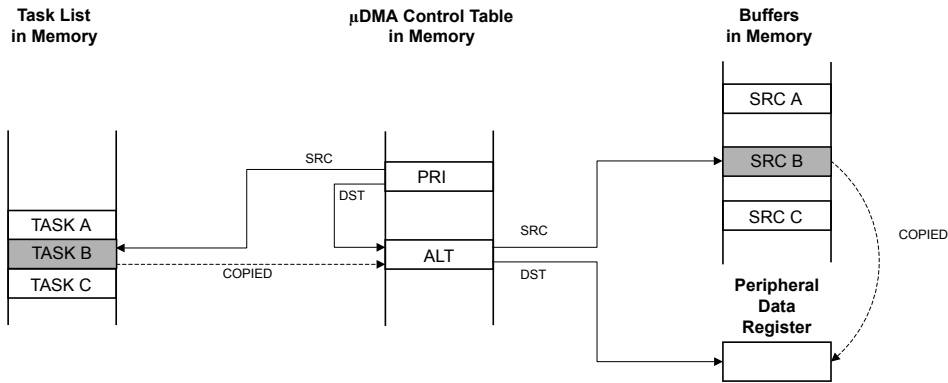 Task List
in Memory
µDMA Control Table
in Memory
Buffers
in Memory
SRC A
SRC B
SRC C
SRC
PRI
DST
TASK A
TASK B
TASK C
COPIED
ALT
SRC
DST
COPIED
Peripheral
Data
Register